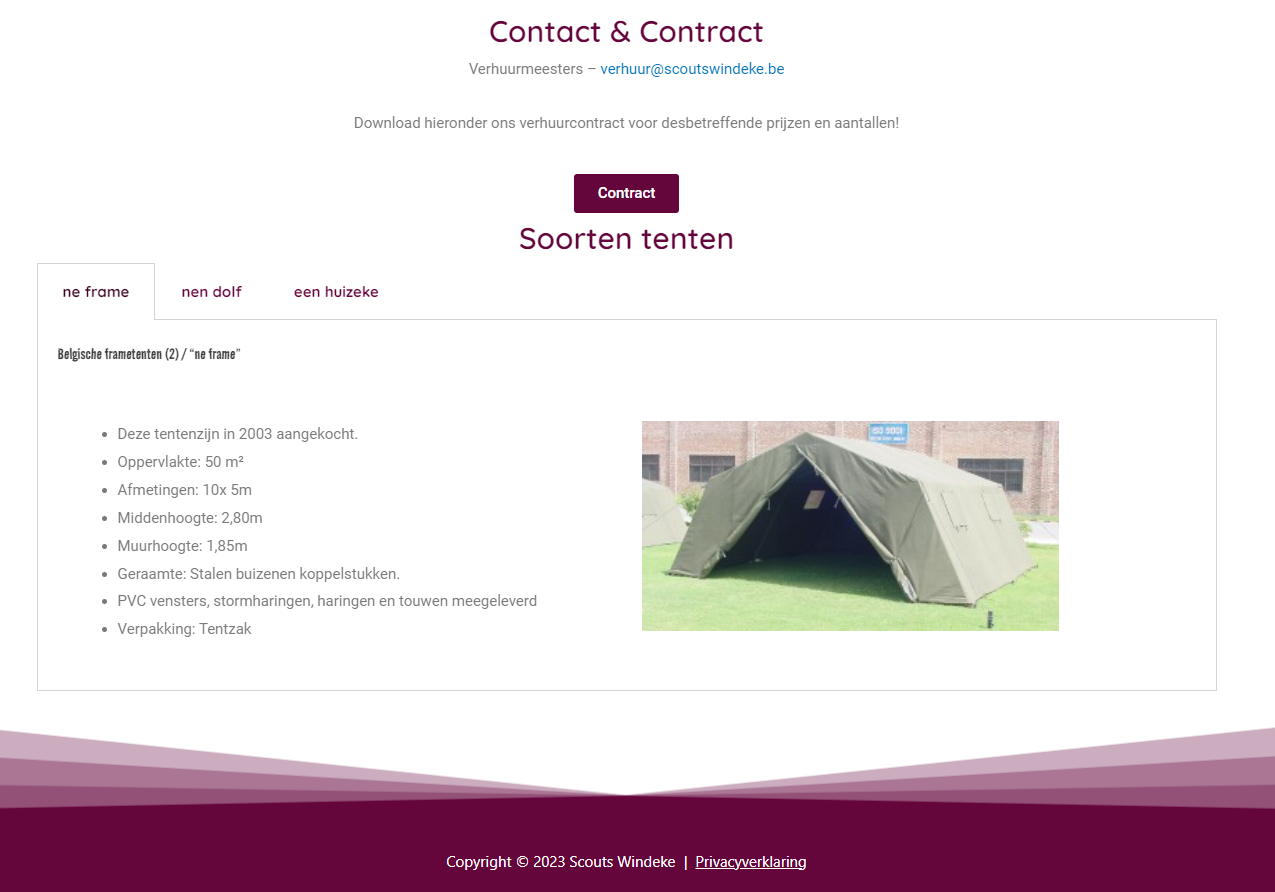 Contact & Contract
Verhuurmeesters – verhuur@scoutswindeke.be
Download hieronder ons verhuurcontract voor desbetreffende prijzen en aantallen!
Contract
Soorten tenten
ne frame
nen dolf
een huizeke
Belgische frametenten (2) / “ne frame”
Deze tentenzijn in 2003 aangekocht.
Oppervlakte: 50 m²
Afmetingen: 10x 5m
Middenhoogte: 2,80m
Muurhoogte: 1,85m
Geraamte: Stalen buizenen koppelstukken.
PVC vensters, stormharingen, haringen en touwen meegeleverd
Verpakking: Tentzak
ISO 9001
Copyright © 2023 Scouts Windeke | Privacyverklaring